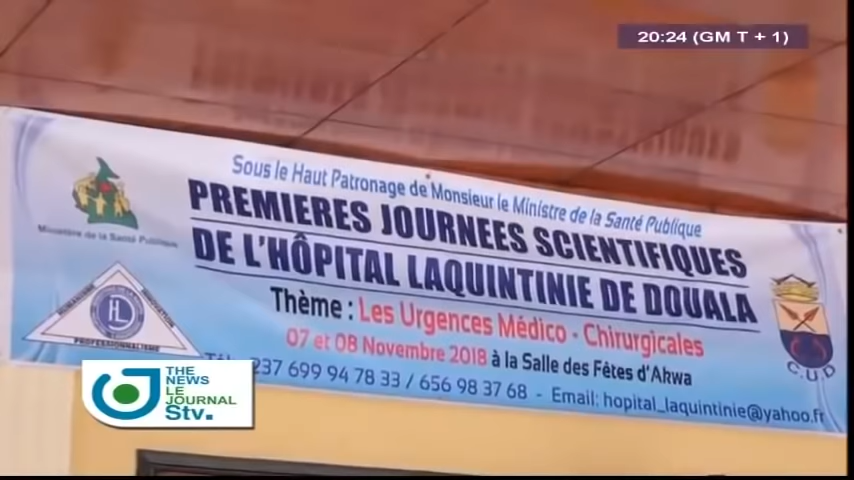 20:24 (GM T + 1)
Sous le Haut Patronage de Monsieur le Ministre de la Santé Publique
PREMIERES JOURNEES SCIENTIFIQUES
DE L'HÔPITAL LAQUINTINIE DE DOUALA
Thème : Les Urgences Médico - Chirurgicales
07 et 08 Novembre 2018 à la Salle des Fêtes d'Akwa
237 699 94 78 33 / 656 98 37 68 - Email: hopital_laquintinie@yahoo.fr
Ministère de la Santé Publique
HUMANISME
INNOVATION
HL
PROFESSIONNALISME
C.U.D
THE
NEWS
LE
JOURNAL
Stv.